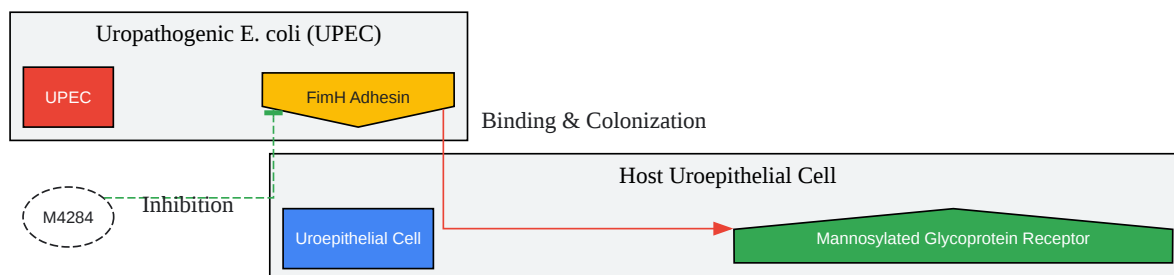 Uropathogenic E. coli (UPEC)
UPEC
FimH Adhesin
Binding & Colonization
Host Uroepithelial Cell
M4284
Inhibition
Uroepithelial Cell
Mannosylated Glycoprotein Receptor